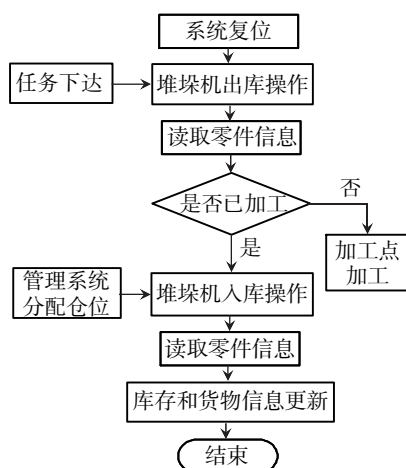 系统复位
任务下达
堆垛机出库操作
读取零件信息
是否已加工
否
是
加工点
加工
管理系统
分配仓位
堆垛机入库操作
读取零件信息
库存和货物信息更新
结束